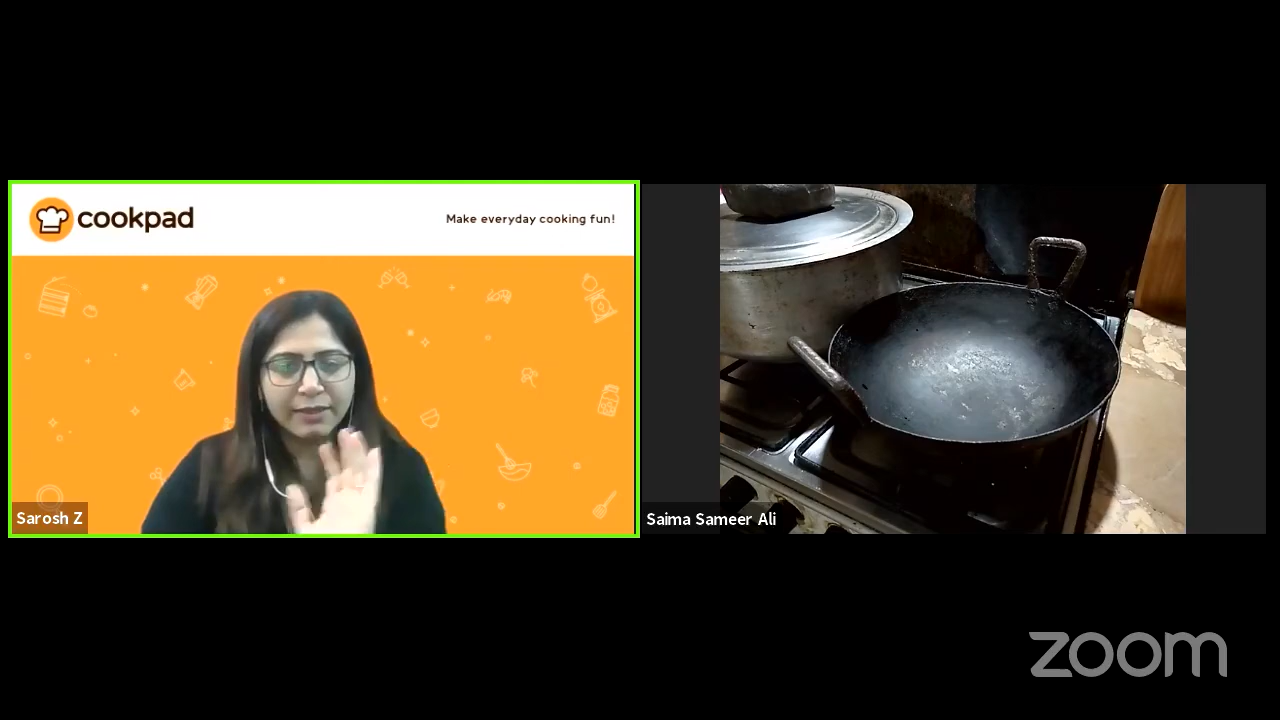 cookpad
Make everyday cooking fun!
Sarosh Z
Saima Sameer Ali
zoom